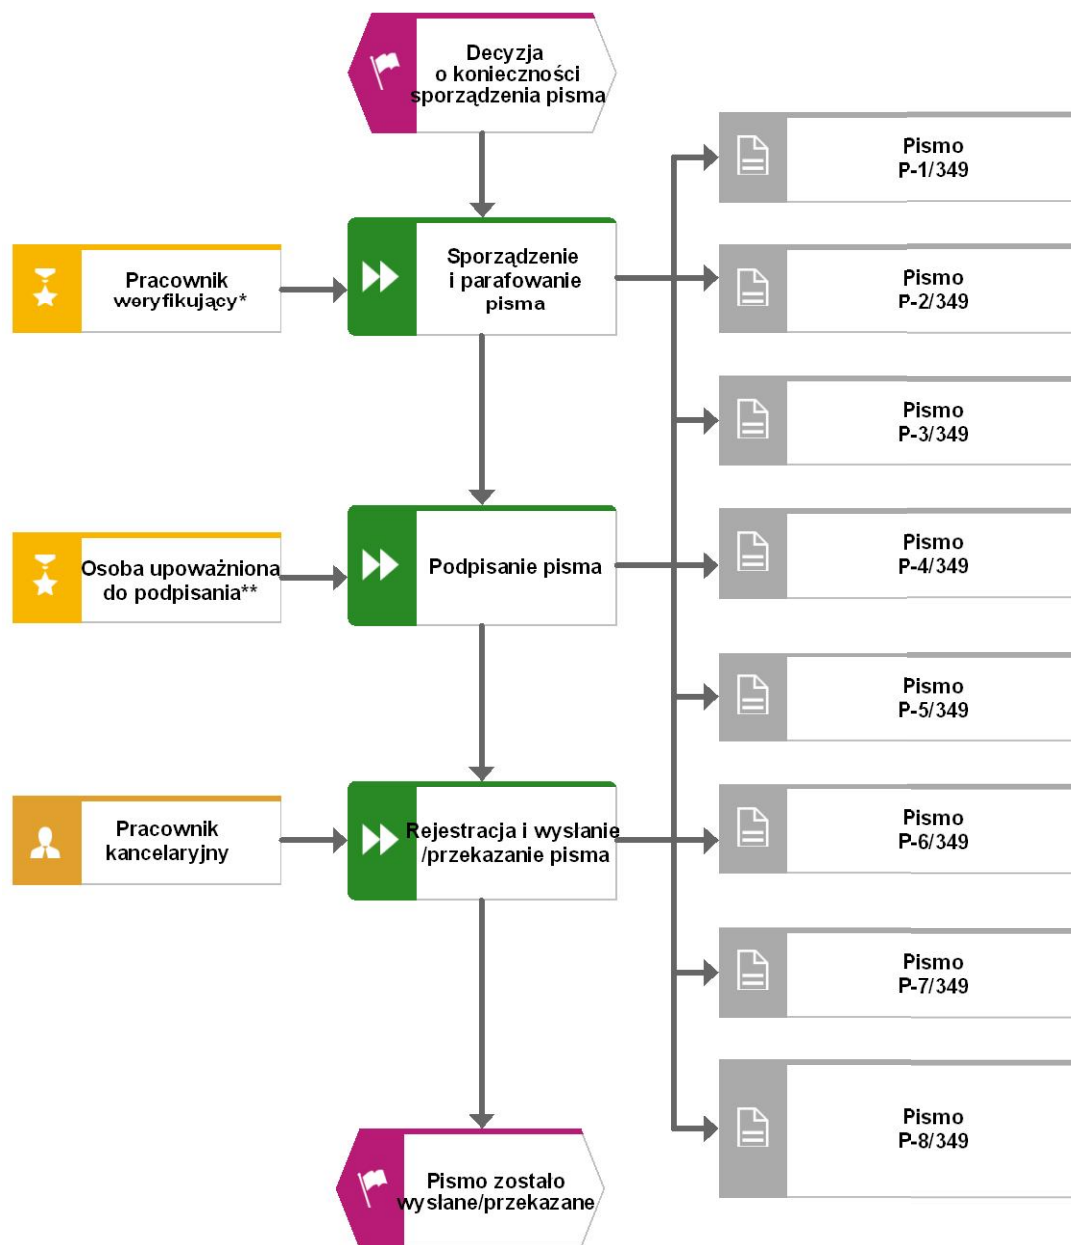 Decyzja
o konieczności
sporządzenia pisma
Pracownik
weryfikujący*
Sporządzenie
i parafowanie
pisma
Osoba upoważniona
do podpisania**
Podpisanie pisma
Pracownik
kancelaryjny
Rejestracja i wysłanie
/przekazanie pisma
Pismo zostało
wysłane/przekazane
Pismo
P-1/349
Pismo
P-2/349
Pismo
P-3/349
Pismo
P-4/349
Pismo
P-5/349
Pismo
P-6/349
Pismo
P-7/349
Pismo
P-8/349